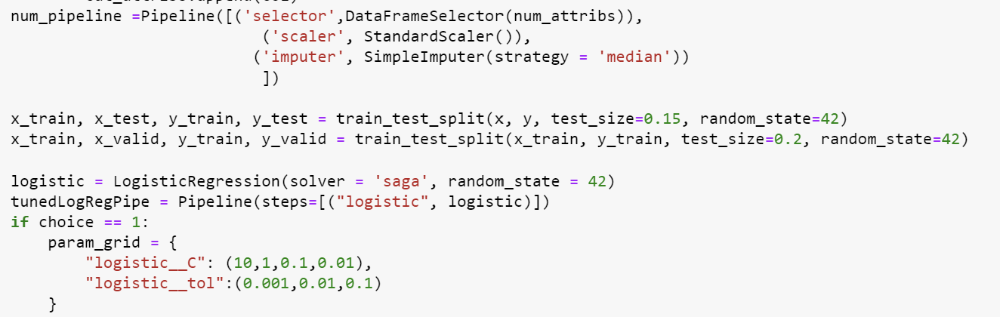 num_pipeline =Pipeline([('selector',DataFrameSelector(num_attribs)),
                           ('scaler', StandardScaler()),
                          ('imputer', SimpleImputer(strategy = 'median'))
                           ])

x_train, x_test, y_train, y_test = train_test_split(x, y, test_size=0.15, random_state=42)
x_train, x_valid, y_train, y_valid = train_test_split(x_train, y_train, test_size=0.2, random_state=42)

logistic = LogisticRegression(solver = 'saga', random_state = 42)
tunedLogRegPipe = Pipeline(steps=[("logistic", logistic)])
if choice == 1:
    param_grid = {
        "logistic__C": (10,1,0.1,0.01),
        "logistic__tol":(0.001,0.01,0.1)
    }